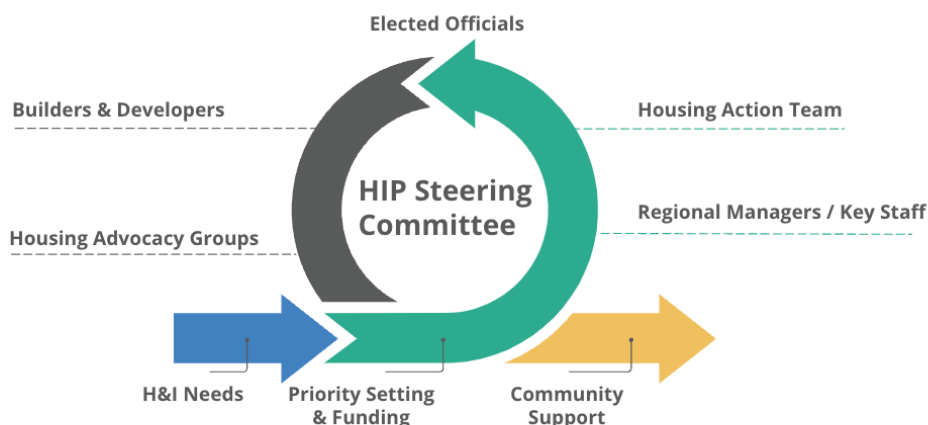 Elected Officials
Builders & Developers
Housing Action Team
HIP Steering
Committee
Regional Managers / Key Staff
Housing Advocacy Groups
H&I Needs
Priority Setting
& Funding
Community
Support